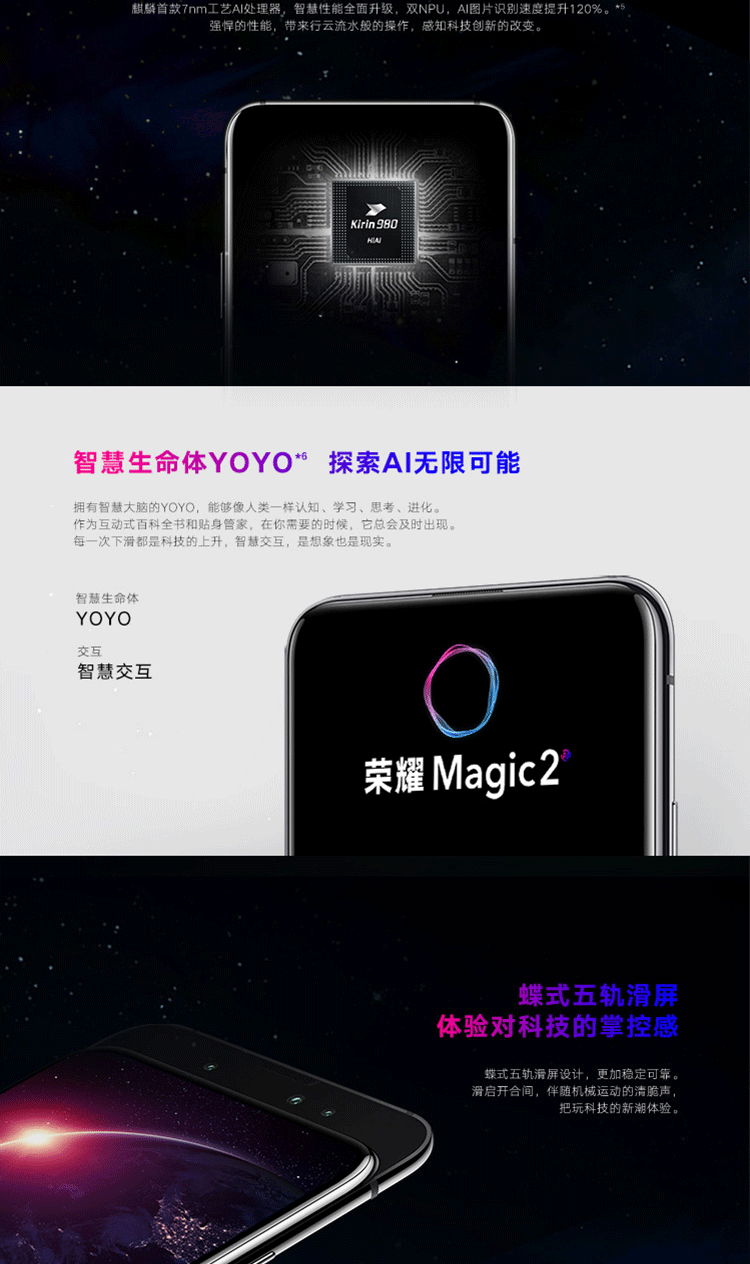 麒麟首款7nm工艺AI处理器，智慧性能全面升级，双NPU，AI图片识别速度提升120%。*5
强悍的性能，带来行云流水般的操作，感知科技创新的改变。
Kirin 980
HiAI
智慧生命体YOYO*6 探索AI无限可能
拥有智慧大脑的YOYO，能够像人类一样认知、学习、思考、进化。
作为互动式百科全书和贴身管家，在你需要的时候，它总会及时出现。
每一次下滑都是科技的上升，智慧交互，是想象也是现实。
智慧生命体
YOYO
交互
智慧交互
荣耀 Magic2
蝶式五轨滑屏
体验对科技的掌控感
蝶式五轨滑屏设计，更加稳定可靠。
滑启开合间，伴随机械运动的清脆声，
把玩科技的新潮体验。